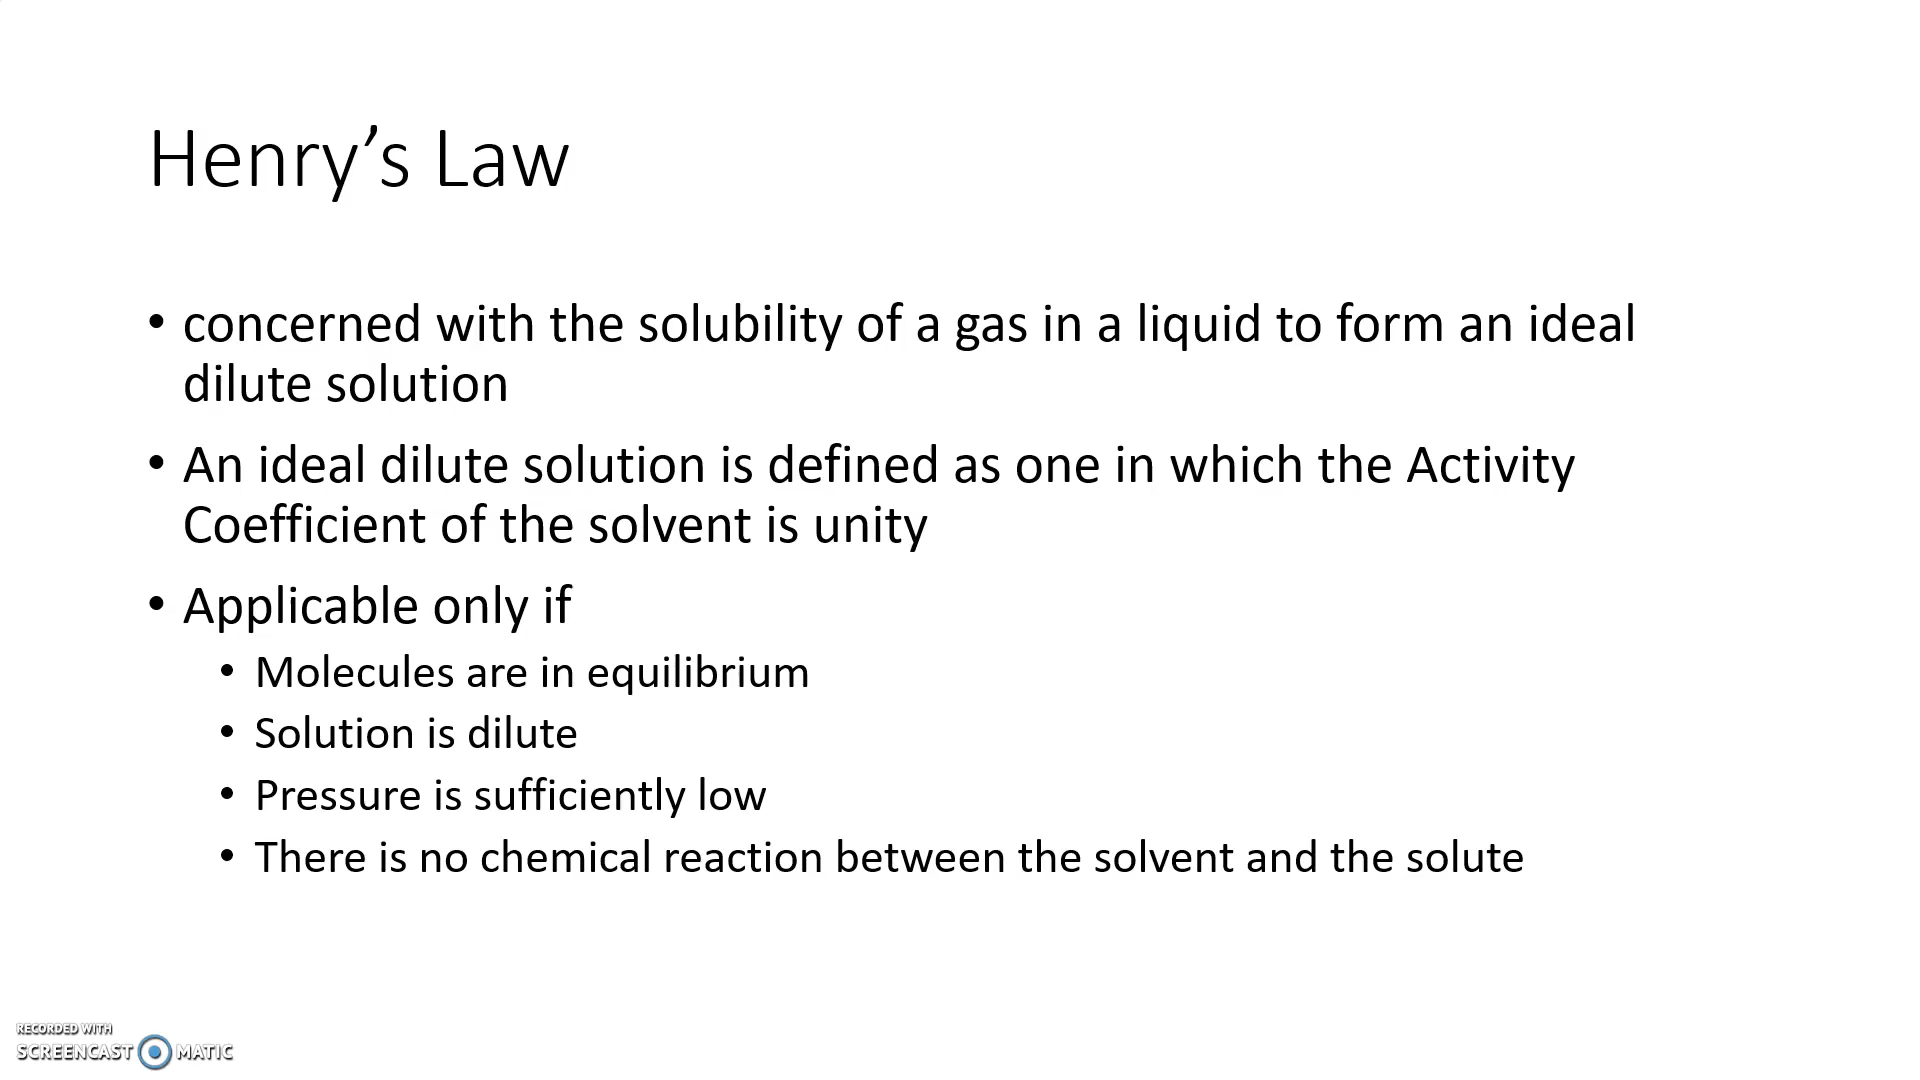 Henry’s Law
• concerned with the solubility of a gas in a liquid to form an ideal
dilute solution
• An ideal dilute solution is defined as one in which the Activity
Coefficient of the solvent is unity
• Applicable only if
• Molecules are in equilibrium
• Solution is dilute
• Pressure is sufficiently low
• There is no chemical reaction between the solvent and the solute
RECORDED WITH
SCREENCAST MATIC